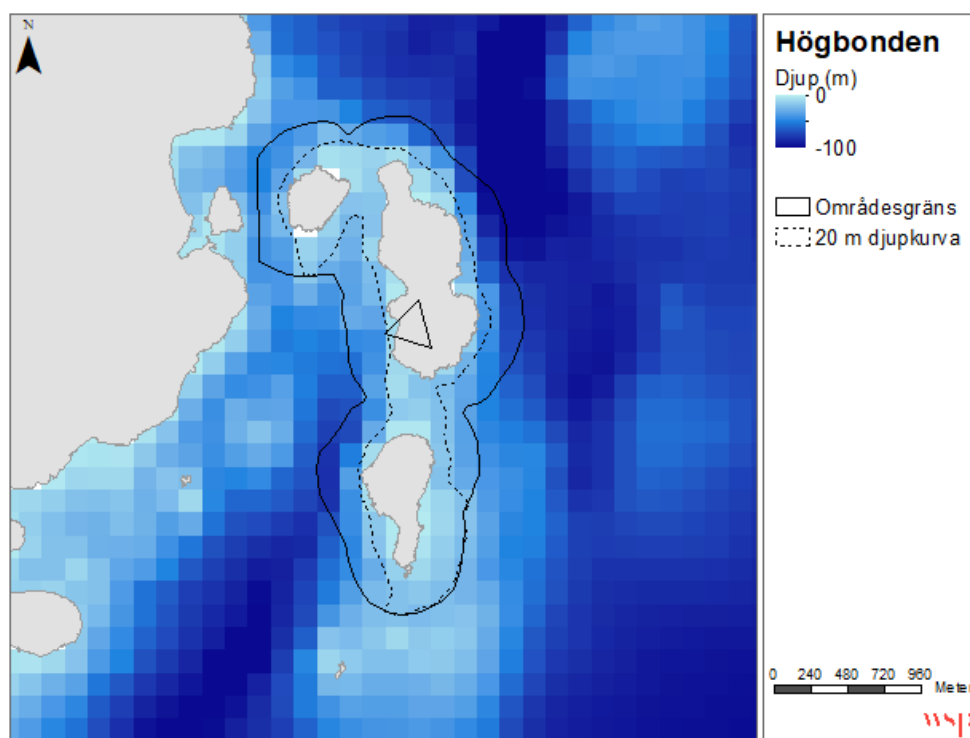 N
Högbonden
Djup (m)
0
-100
Områdesgräns
20 m djupkurva
0 240 480 720 960
Meter
wsp